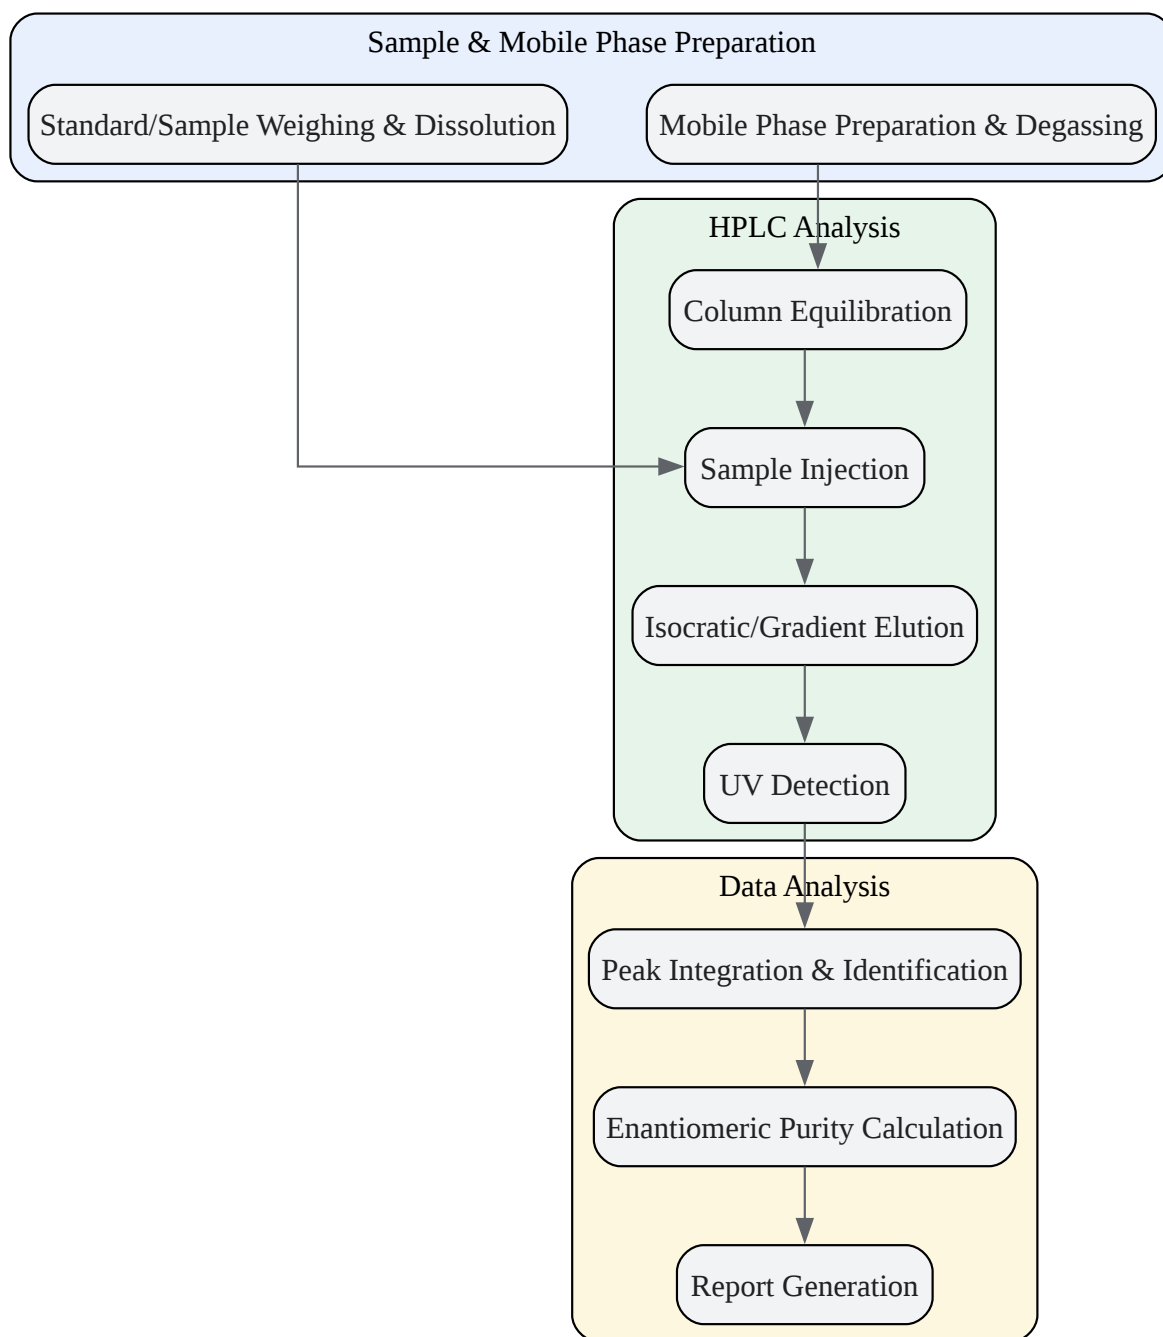 Sample & Mobile Phase Preparation
Standard/Sample Weighing & Dissolution
Mobile Phase Preparation & Degassing
HPLC Analysis
Column Equilibration
Sample Injection
Isocratic/Gradient Elution
UV Detection
Data Analysis
Peak Integration & Identification
Enantiomeric Purity Calculation
Report Generation